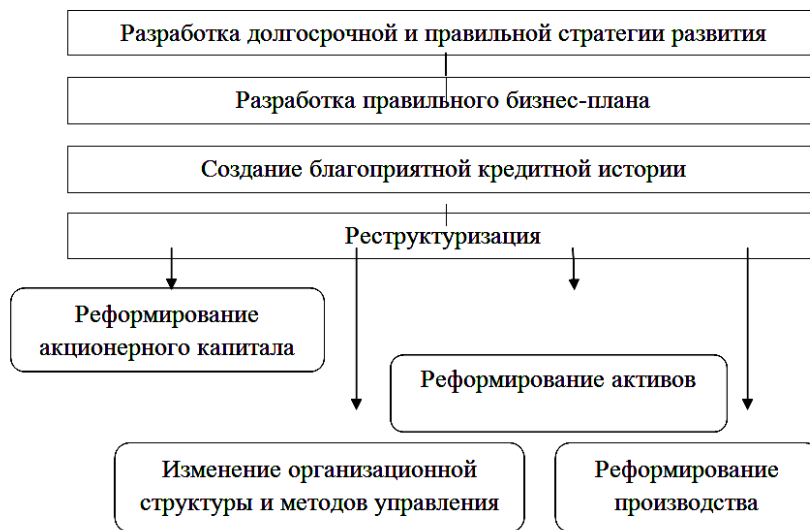 Разработка долгосрочной и правильной стратегии развития
Разработка правильного бизнес-плана
Создание благоприятной кредитной истории
Реструктуризация
Реформирование
акционерного капитала
Реформирование активов
Изменение организационной
структуры и методов управления
Реформирование
производства